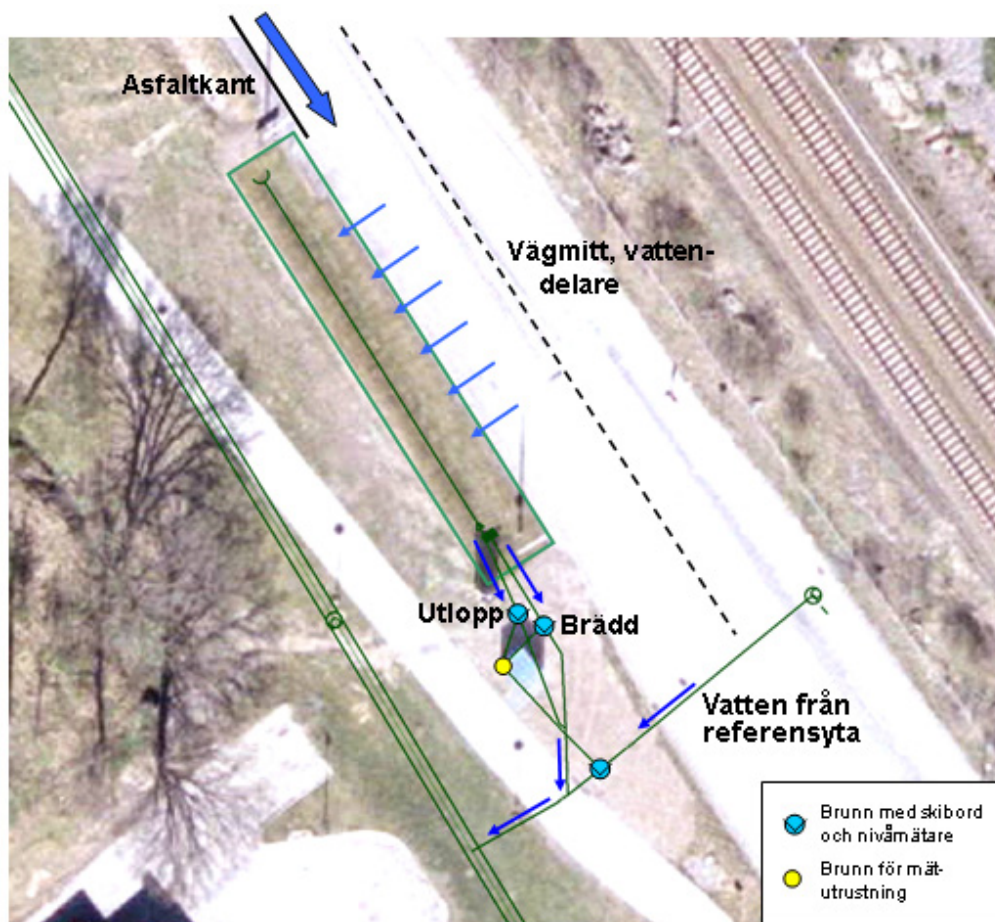 Asfaltkant
Vägmitt, vatten-
delare
Utlopp
Brädd
Vatten från
referensyta
Brunn med skibord
och nivåmätare
Brunn för mät-
utrustning